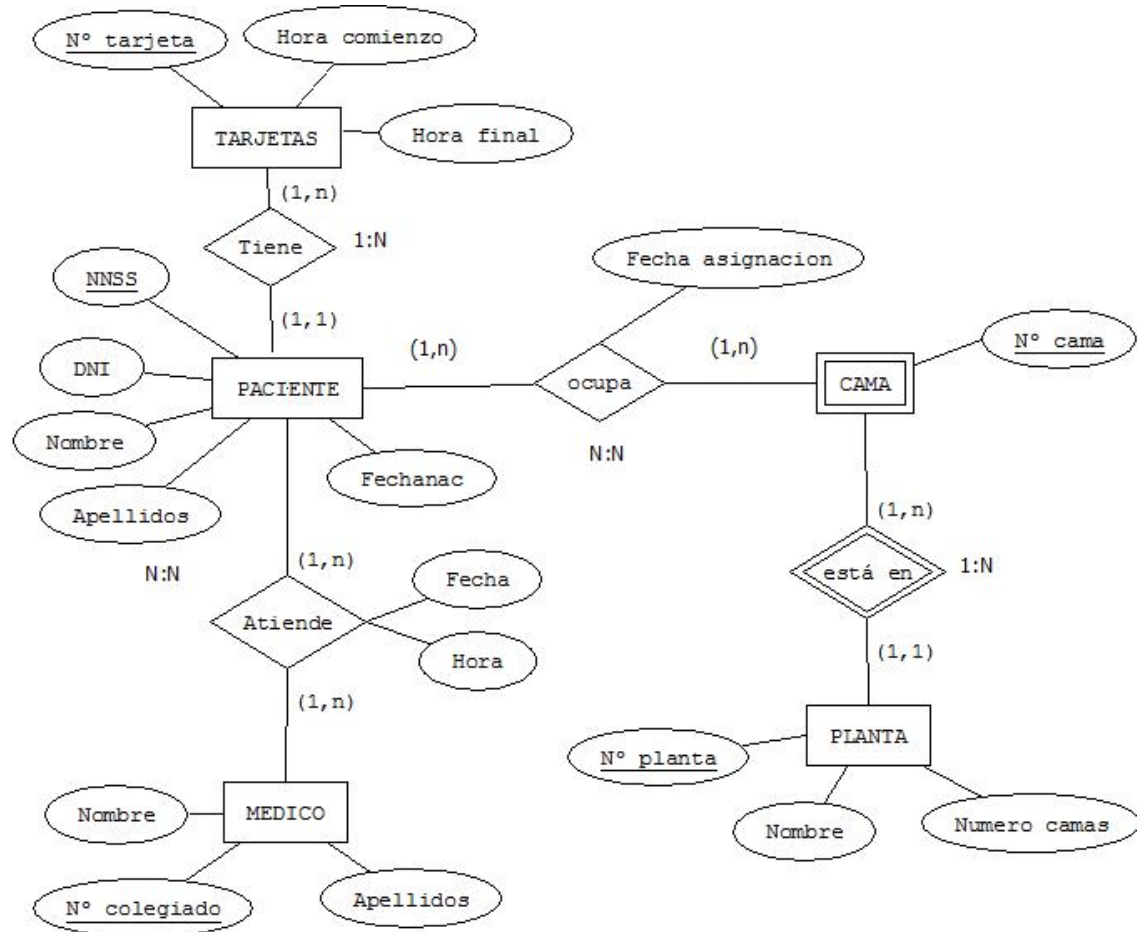 Nº tarjeta
Hora comienzo
TARJETAS
Hora final
(1,n)
Tiene
1:N
(1,1)
NNSS
DNI
PACIENTE
Nombre
Apellidos
Fechanac
Fecha asignacion
(1,n)
ocupa
(1,n)
N:N
Nº cama
CAMA
(1,n)
está en
1:N
(1,1)
N:N
(1,n)
Atiende
Fecha
Hora
(1,n)
PLANTA
Nº planta
Nombre
Numero camas
Nombre
MEDICO
Nº colegiado
Apellidos